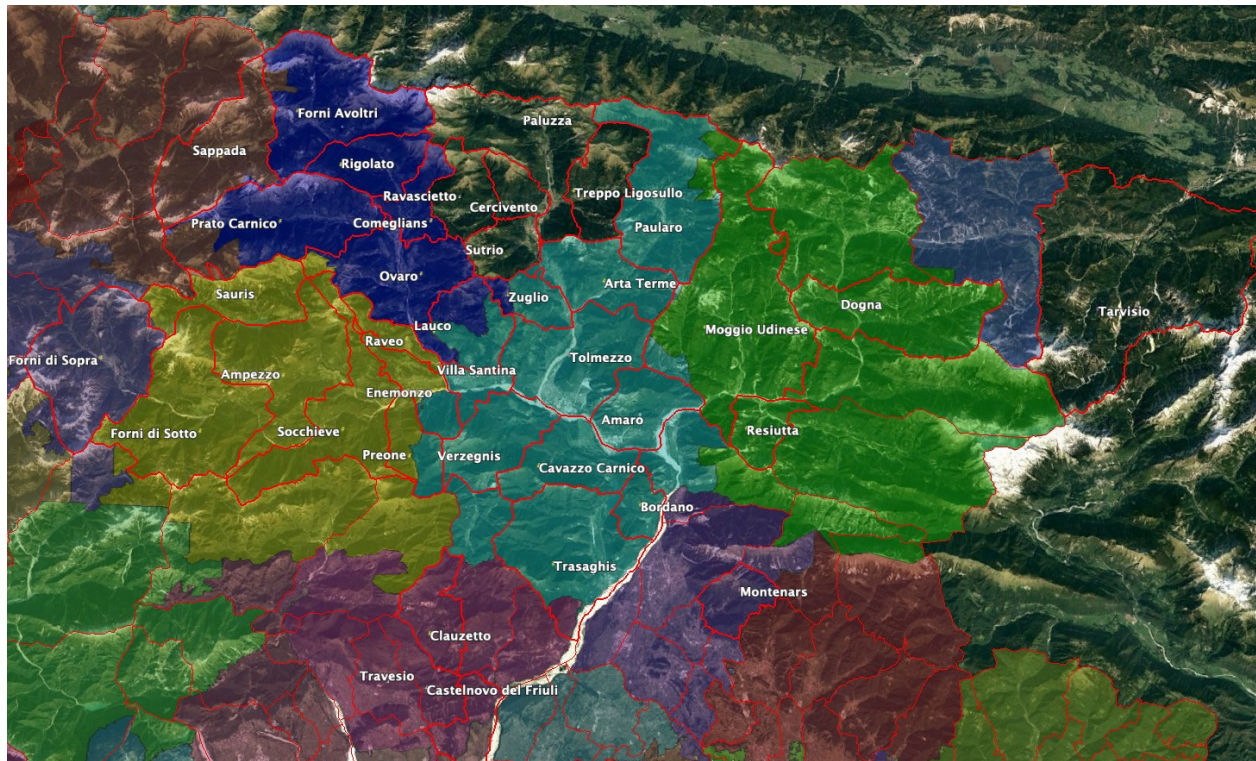 Forni Avoltri
Paluzza
Sappada
Rigolato
Ravascietto
Treppo Ligosullo
Cercivento
Prato Carnico
Comeglians
Paularo
Sutrio
Ovaro
Arta Terme
Sauris
Zuglio
Dogna
Tarvisio
Lauco
Moggio Udinese
Raveo
Forni di Sopra
Tolmezzo
Ampezzo
Villa Santina
Enemonzo
Amaró
Forni di Sotto
Socchieve
Resiutta
Preone
Verzegnis
Cavazzo Carnico
Bordano
Trasaghis
Montenars
Clauzetto
Travesio
Castelnovo del Friuli